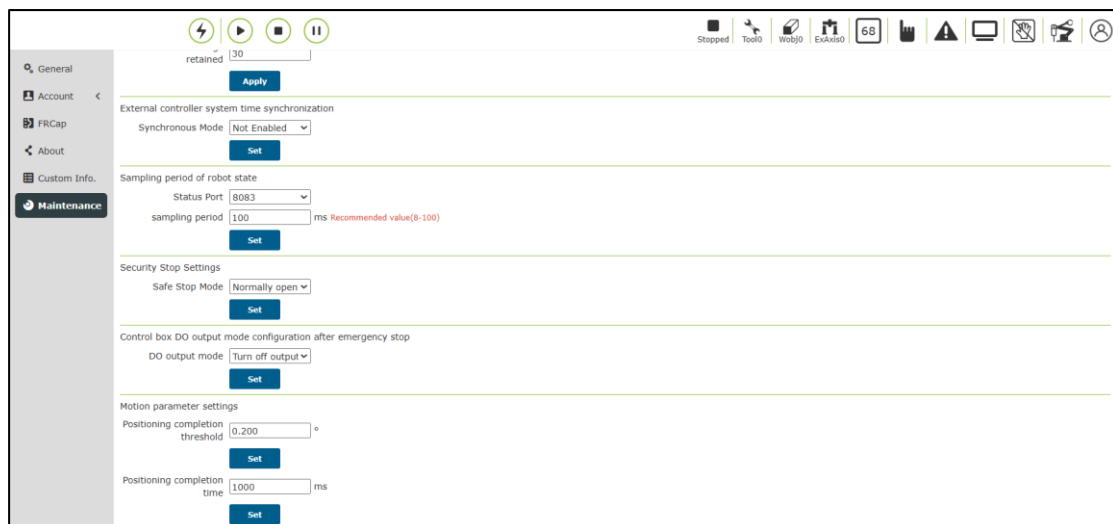 Stopped
Tool0
Wobj0
ExAxis0
68
General
Account
FRCap
About
Custom Info.
Maintenance
retained 30
Apply
External controller system time synchronization
Synchronous Mode Not Enabled
Set
Sampling period of robot state
Status Port 8083
sampling period 100 ms Recommended value(8-100)
Set
Security Stop Settings
Safe Stop Mode Normally open
Set
Control box DO output mode configuration after emergency stop
DO output mode Turn off output
Set
Motion parameter settings
Positioning completion
threshold 0.200 °
Set
Positioning completion
time 1000 ms
Set